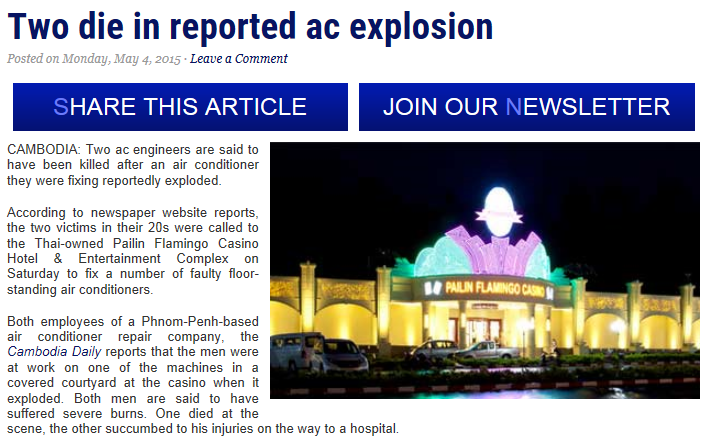 Two die in reported ac explosion
Posted on Monday, May 4, 2015 · Leave a Comment
SHARE THIS ARTICLE
JOIN OUR NEWSLETTER
CAMBODIA: Two ac engineers are said to
have been killed after an air conditioner
they were fixing reportedly exploded.
According to newspaper website reports,
the two victims in their 20s were called to
the Thai-owned Pailin Flamingo Casino
Hotel & Entertainment Complex on
Saturday to fix a number of faulty floor-
standing air conditioners.
Both employees of a Phnom-Penh-based
air conditioner repair company, the
Cambodia Daily reports that the men were
at work on one of the machines in a
covered courtyard at the casino when it
exploded. Both men are said to have
suffered severe burns. One died at the
scene, the other succumbed to his injuries on the way to a hospital.
PAILIN FLAMINGO CASINO